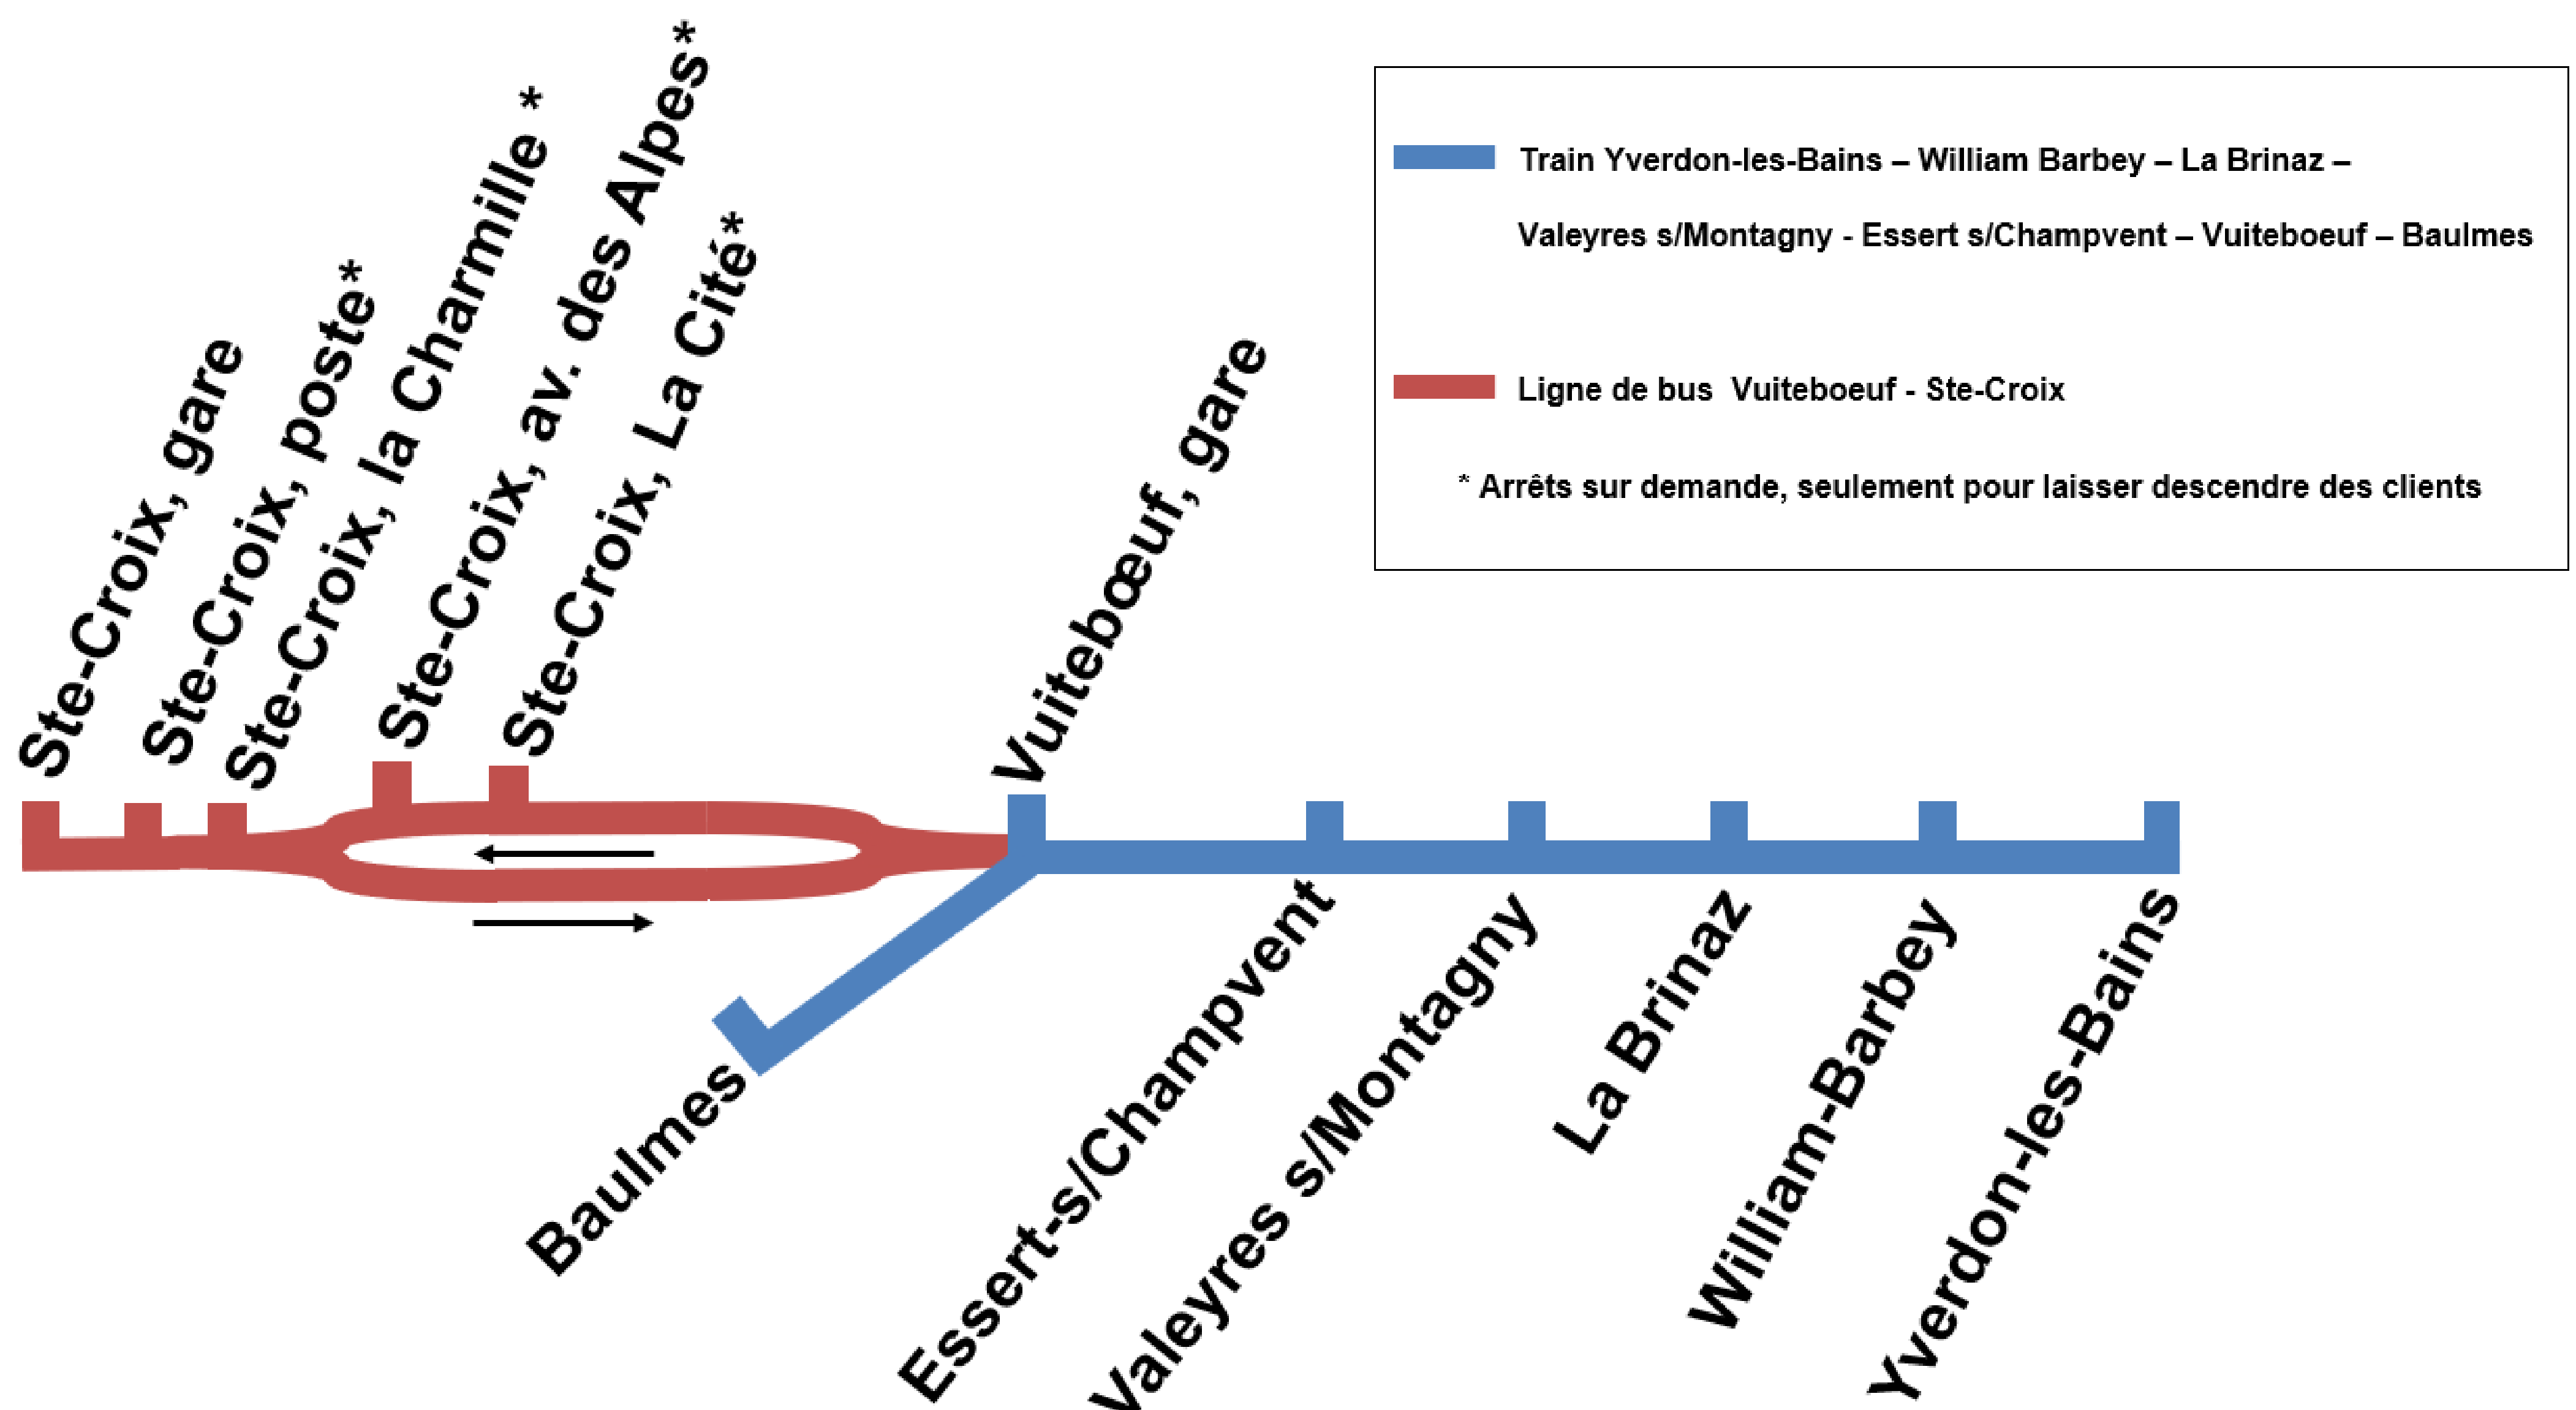 Ste-Croix, gare
Ste-Croix, poste*
Ste-Croix, la Charmille *
Ste-Croix, av. des Alpes*
Ste-Croix, La Cité*
Vuitebœuf, gare
Train Yverdon-les-Bains – William Barbey – La Brinaz –
Valeyres s/Montagny - Essert s/Champvent – Vuiteboeuf – Baulmes
Ligne de bus Vuiteboeuf - Ste-Croix
* Arrêts sur demande, seulement pour laisser descendre des clients
Baulmes
Essert-s/Champvent
Valeyres s/Montagny
La Brinaz
William-Barbey
Yverdon-les-Bains